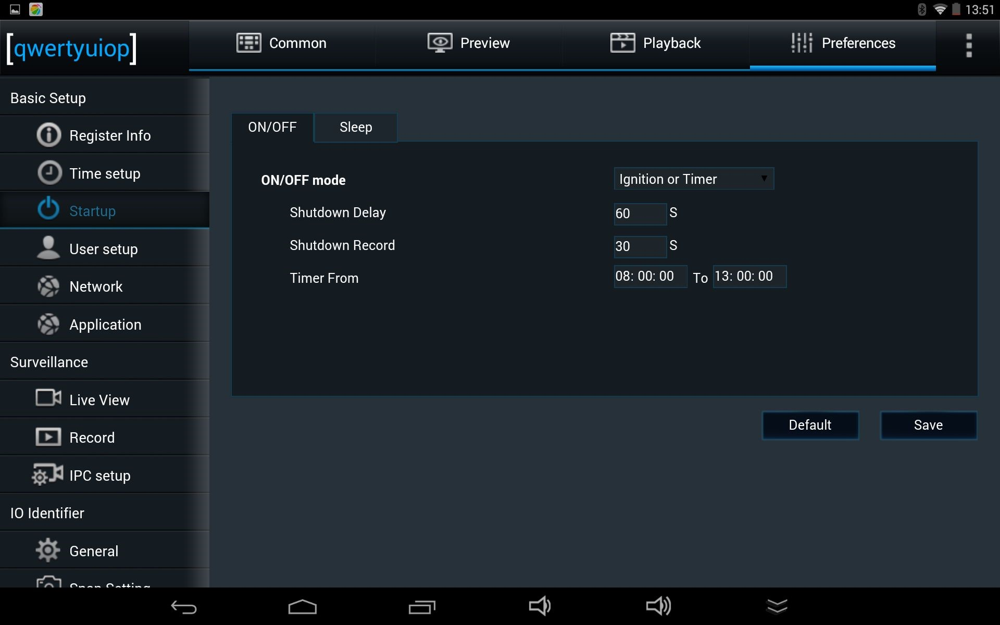 13:51
[qwertyuiop]
Common
Preview
Playback
Preferences
Basic Setup
Register Info
Time setup
Startup
User setup
Network
Application
Surveillance
Live View
Record
IPC setup
IO Identifier
General
Snap Setting
ON/OFF
Sleep
ON/OFF mode
Ignition or Timer
Shutdown Delay
60 S
Shutdown Record
30 S
Timer From
08: 00: 00 To 13: 00: 00
Default
Save